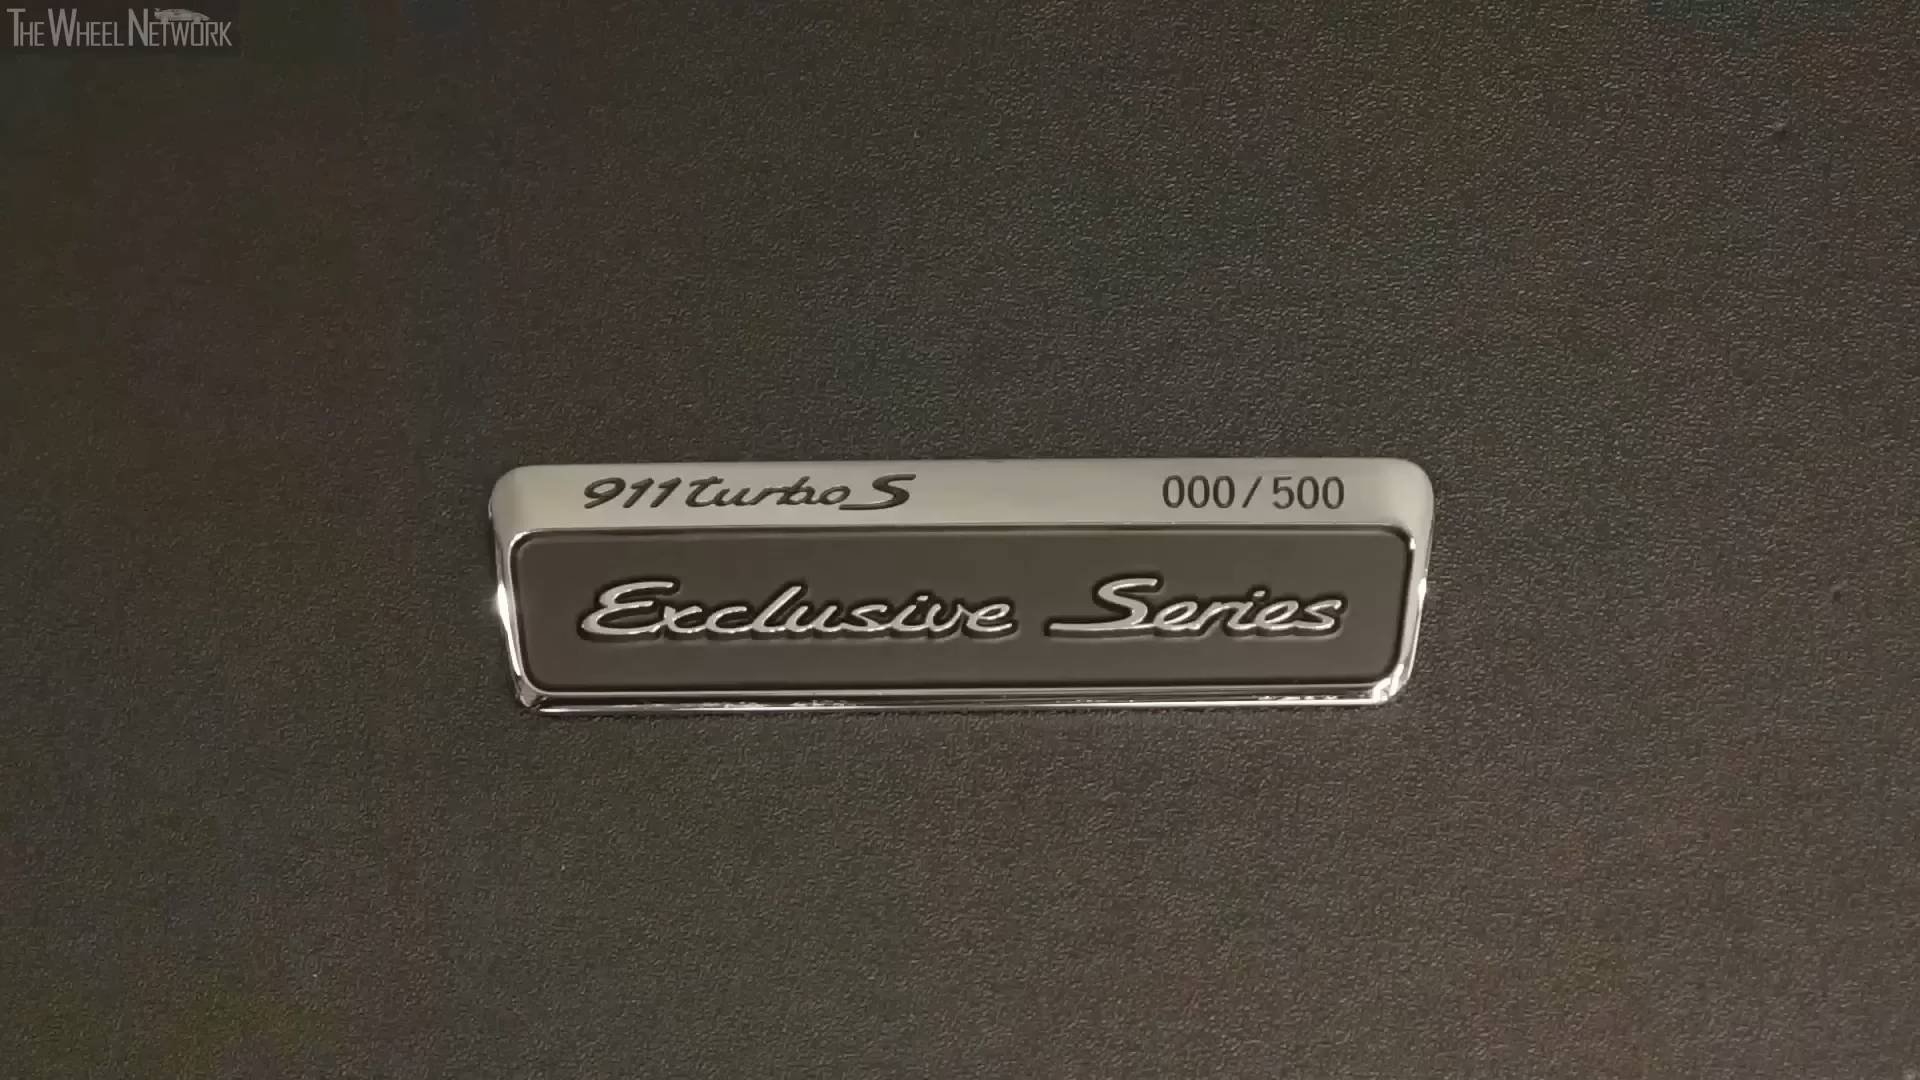 THE WHEEL NETWORK
911 turbo S 000/500
Exclusive Series